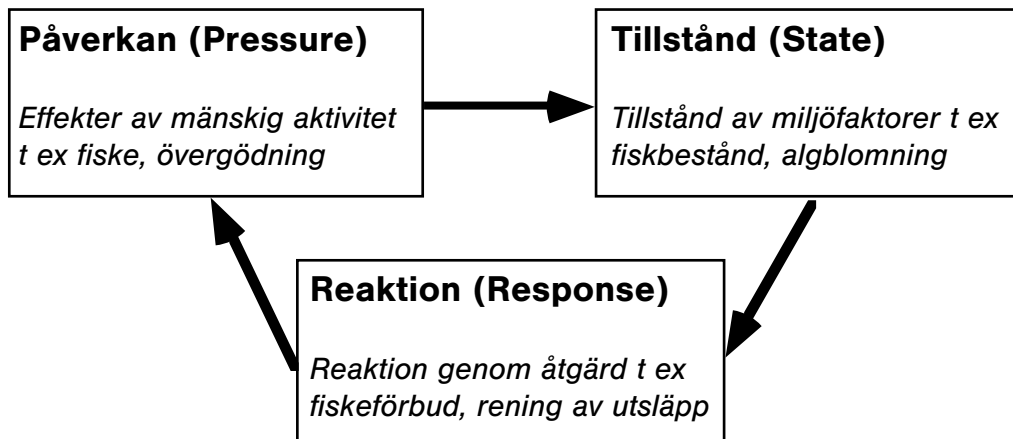 Påverkan (Pressure)
Effekter av mänskig aktivitet
t ex fiske, övergödning
Tillstånd (State)
Tillstånd av miljöfaktorer t ex
fiskbestånd, algblomning
Reaktion (Response)
Reaktion genom åtgärd t ex
fiskeförbud, rening av utsläpp